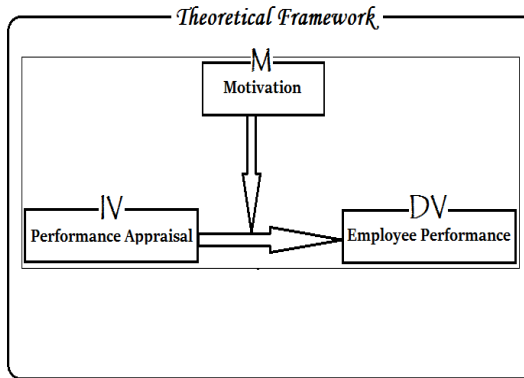 Theoretical Framework
M
Motivation
IV
Performance Appraisal
DV
Employee Performance